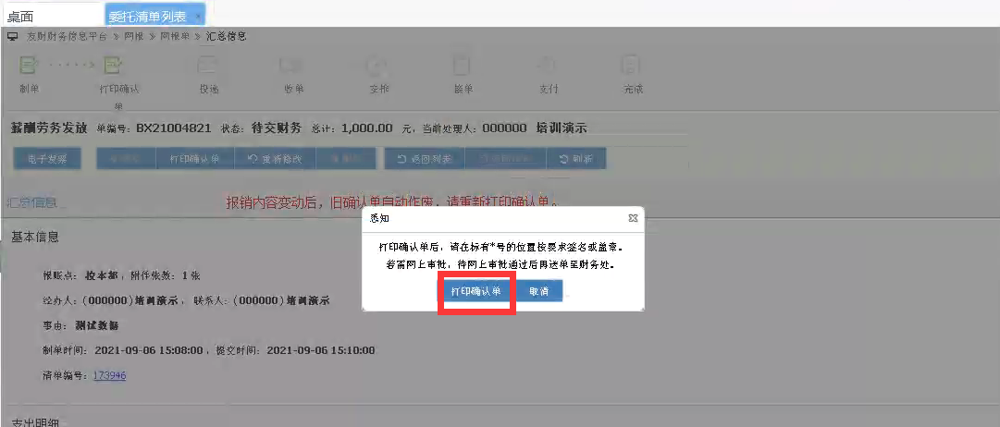 桌面
委托清单列表 ×
友财财务信息平台 » 网报 » 网报单 » 汇总信息
制单
打印确认单
投递
收单
交付
完成
薪酬劳务发放 单编号：BX21004821 状态：待交财务 总计：1,000.00 元，当前处理人：000000 培训演示
电子发票
打印确认单
重新修改
返回列表
刷新
汇总信息
报销内容变动后，旧确认单自动作废，请重新打印确认单。
悉知
基本信息
打印确认单后，请在标有*号的位置按要求签名或盖章。
若需网上审批，待网上审批通过后再送单至财务处。
打印确认单 取消
报账点：校本部，附件张数：1 张
经办人：(000000)培训演示，联系人：(000000)培训演示
事由：测试数据
制单时间：2021-09-06 15:08:00，提交时间：2021-09-06 15:10:00
清单编号：173946
支出明细